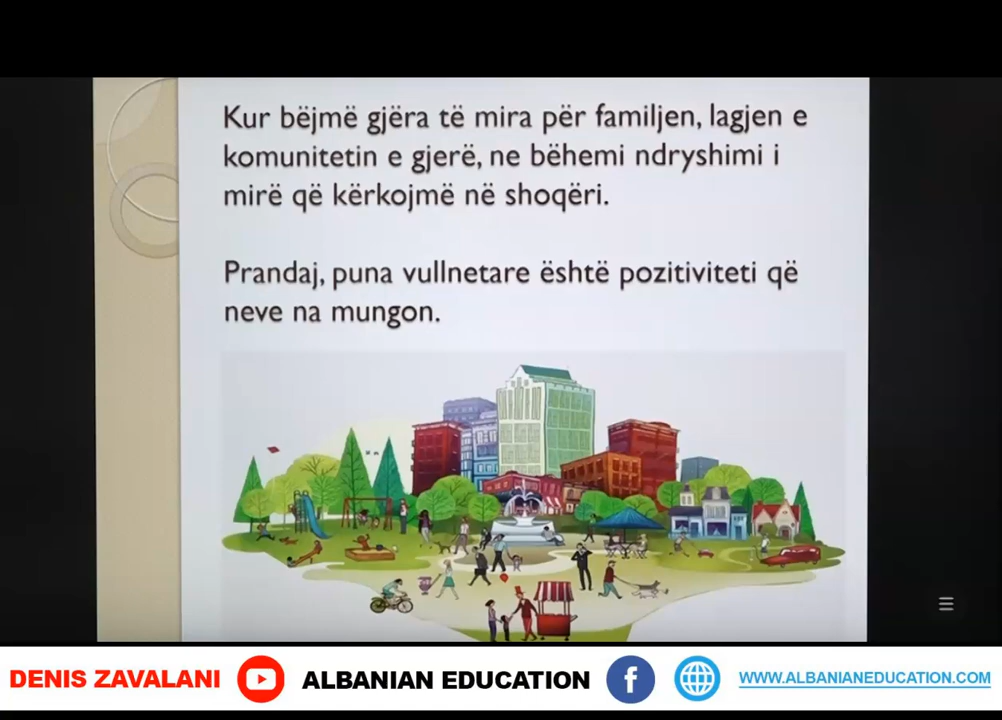 Kur bëjmë gjëra të mira për familjen, lagjen e
komunitetin e gjerë, ne bëhemi ndryshimi i
mirë që kërkojmë në shoqëri.
Prandaj, puna vullnetare është pozitiviteti që
neve na mungon.
DENIS ZAVALANI ALBANIAN EDUCATION f WWW.ALBANIANEDUCATION.COM